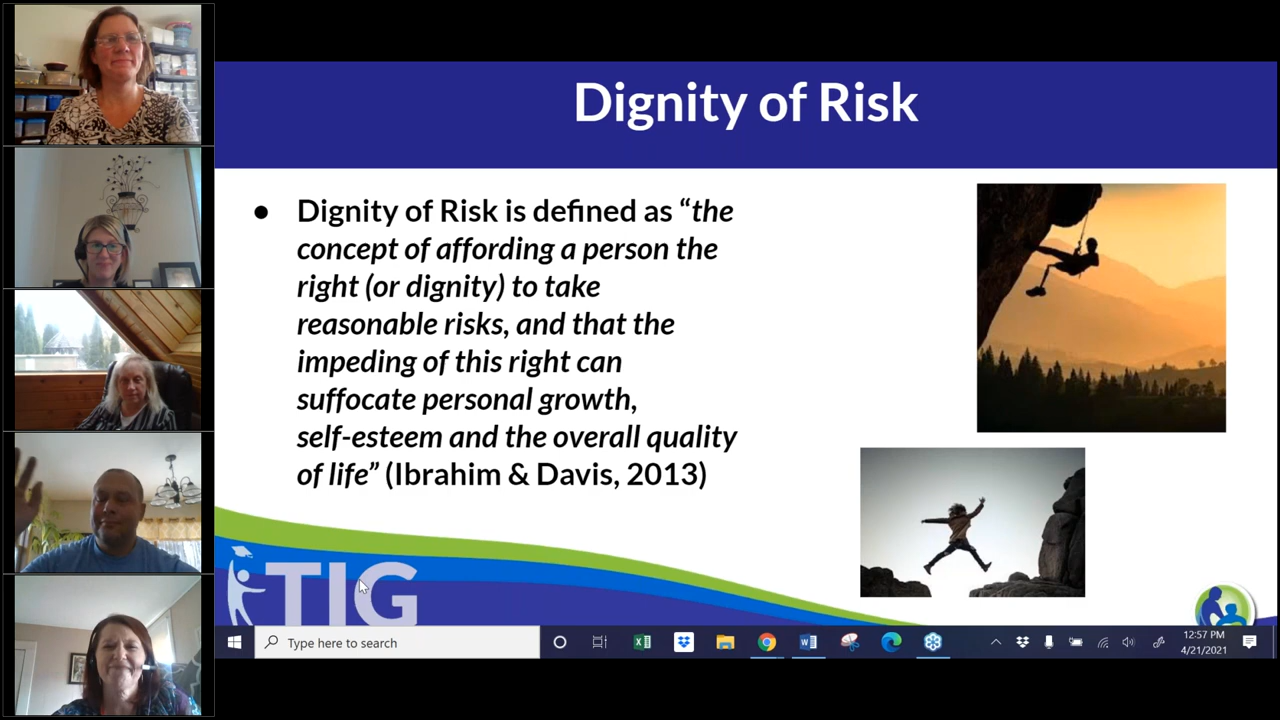 Dignity of Risk
● Dignity of Risk is defined as “the
concept of affording a person the
right (or dignity) to take
reasonable risks, and that the
impeding of this right can
suffocate personal growth,
self-esteem and the overall quality
of life” (Ibrahim & Davis, 2013)
TIG
Type here to search
12:57 PM
4/21/2021